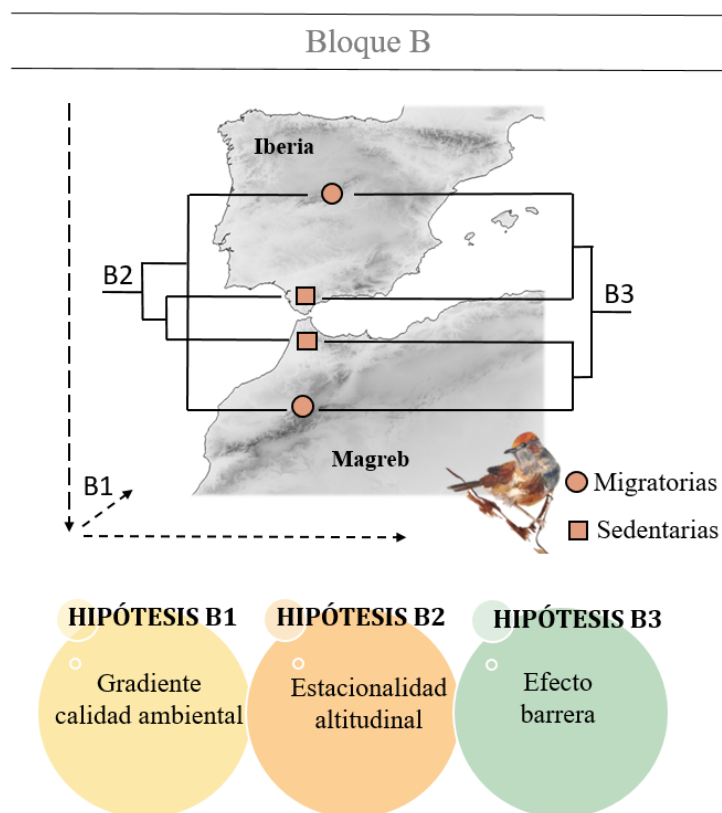 Bloque B
Iberia
B2
B3
Magreb
B1
Migratorias
Sedentarias
HIPÓTESIS B1
Gradiente
calidad ambiental
HIPÓTESIS B2
Estacionalidad
altitudinal
HIPÓTESIS B3
Efecto
barrera